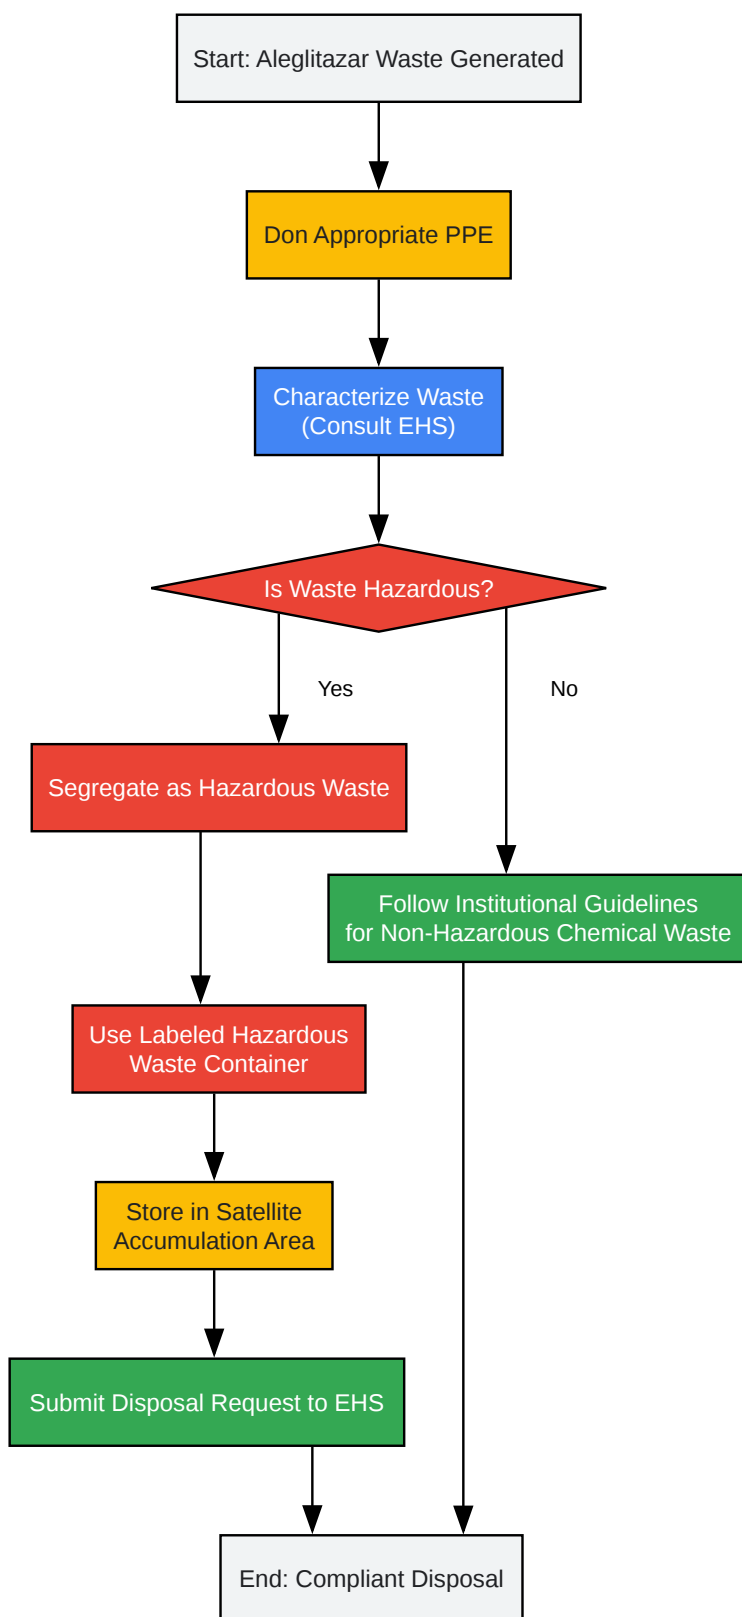 Start: Aleglitazar Waste Generated
Don Appropriate PPE
Characterize Waste
(Consult EHS)
Is Waste Hazardous?
Yes
No
Segregate as Hazardous Waste
Follow Institutional Guidelines
for Non-Hazardous Chemical Waste
Use Labeled Hazardous
Waste Container
Store in Satellite
Accumulation Area
Submit Disposal Request to EHS
End: Compliant Disposal